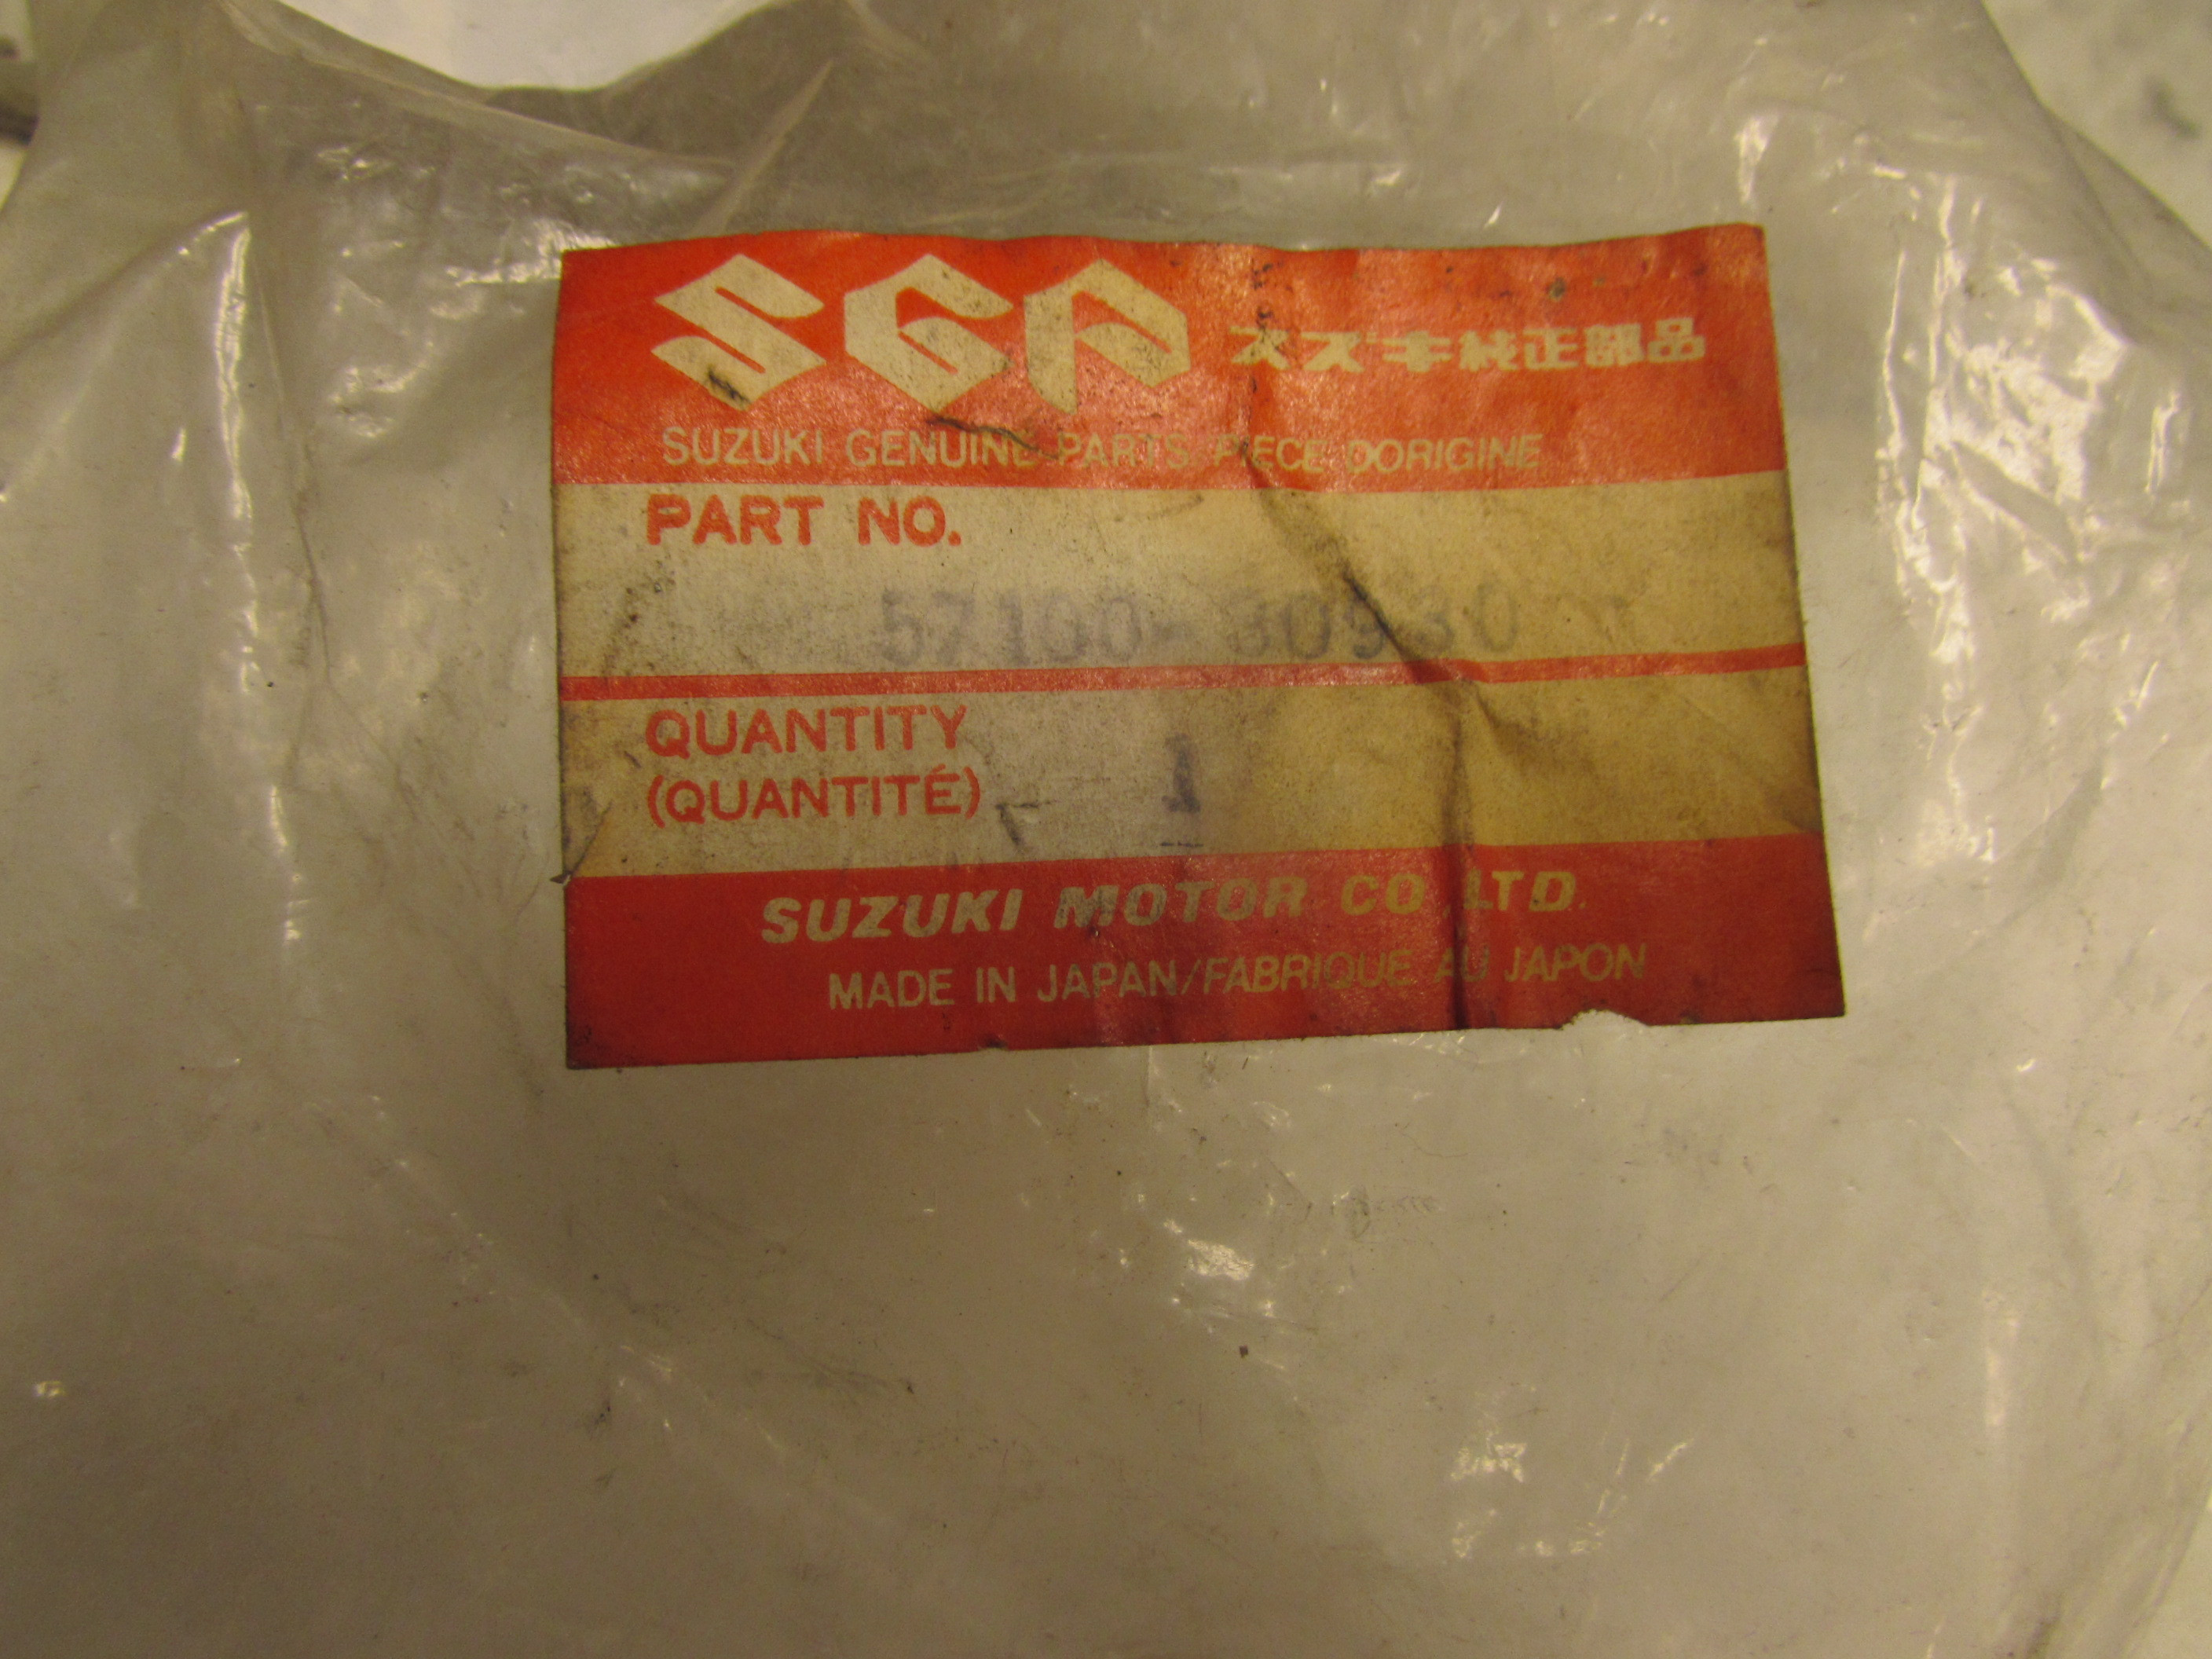 SGP スズキ純正部品
SUZUKI GENUINE PARTS/PIECE DORIGINE
PART NO.
57100-30930
QUANTITY
(QUANTITÉ) 1
SUZUKI MOTOR CO LTD.
MADE IN JAPAN/FABRIQUE AU JAPON